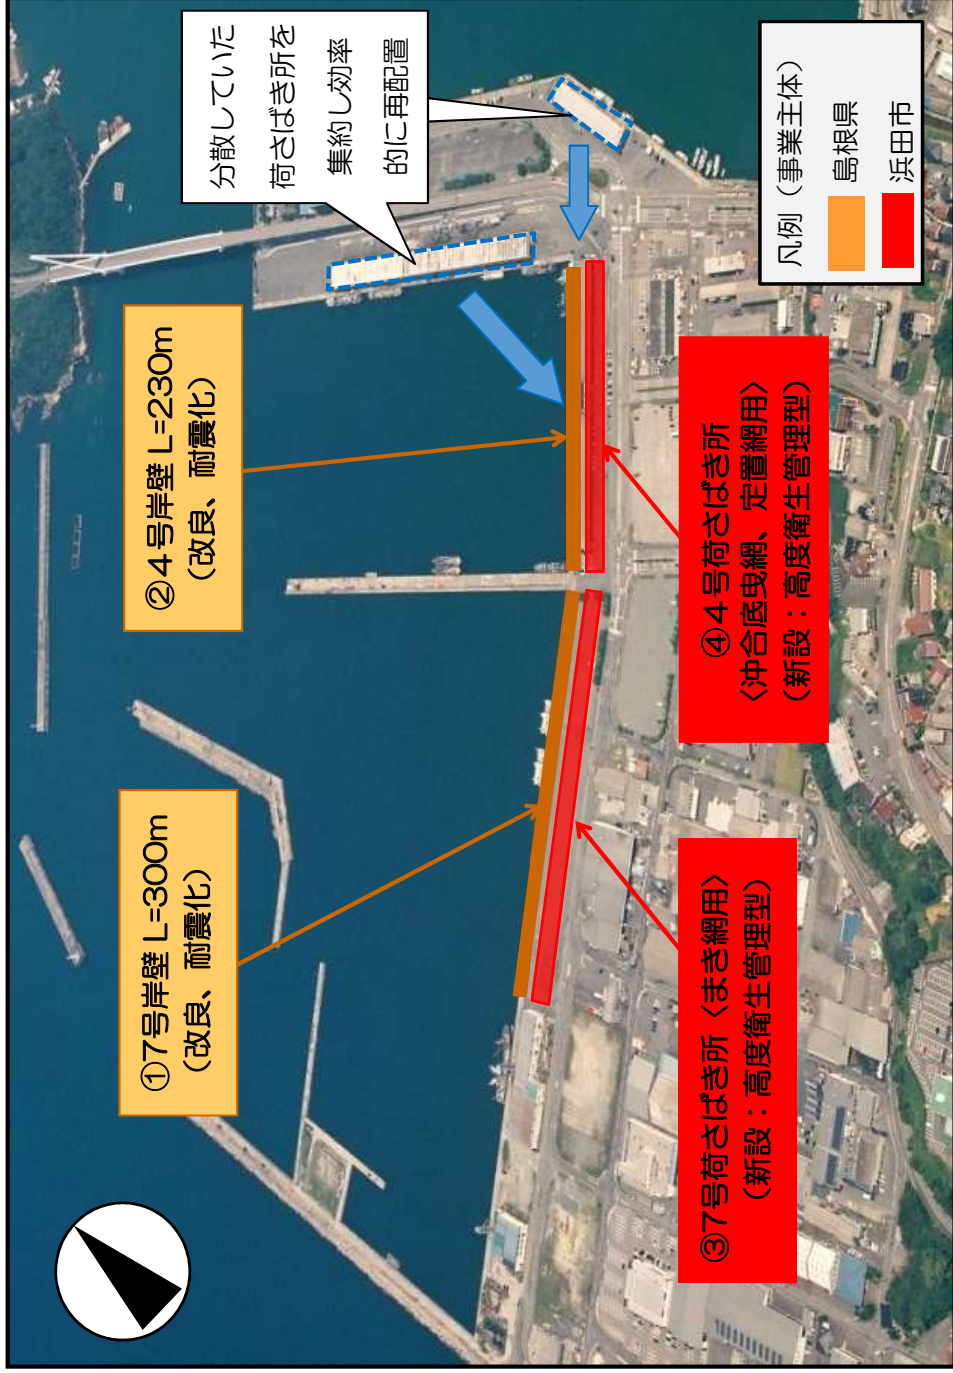 ①7号岸壁 L=300m
（改良、耐震化）
②4号岸壁 L=230m
（改良、耐震化）
分散していた
荷さばき所を
集約し効率
的に再配置
③7号荷さばき所〈まき網用〉
（新設：高度衛生管理型）
④4号荷さばき所
〈沖合底曳網、定置網用〉
（新設：高度衛生管理型）
凡例（事業主体）
島根県
浜田市